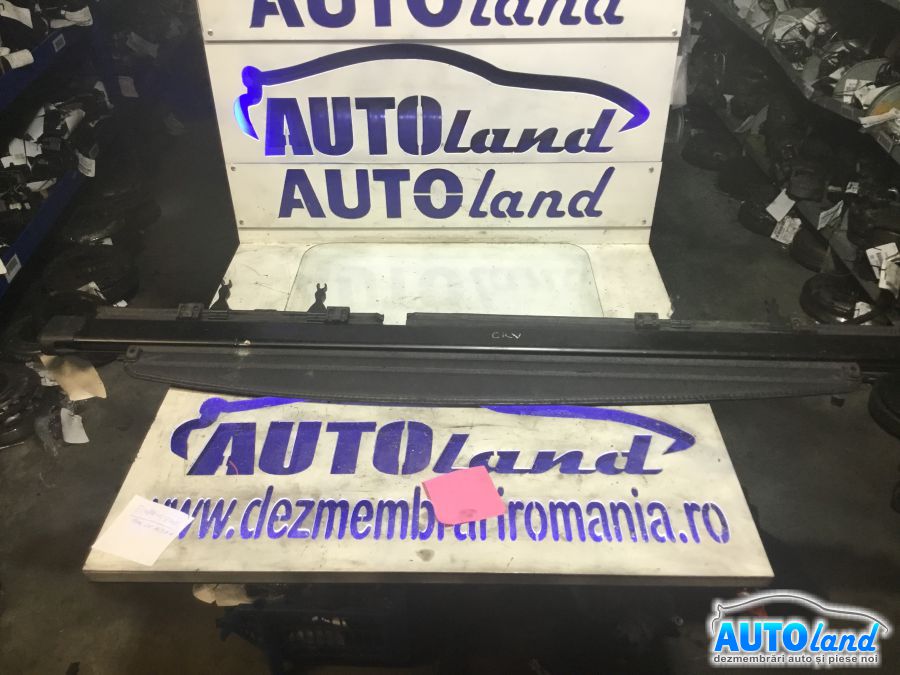 AUTOland
AUTOland
AUTOland
CRV
AUTOland
www.dezmembrariromania.ro
AUTOland
dezmembrări auto și piese noi